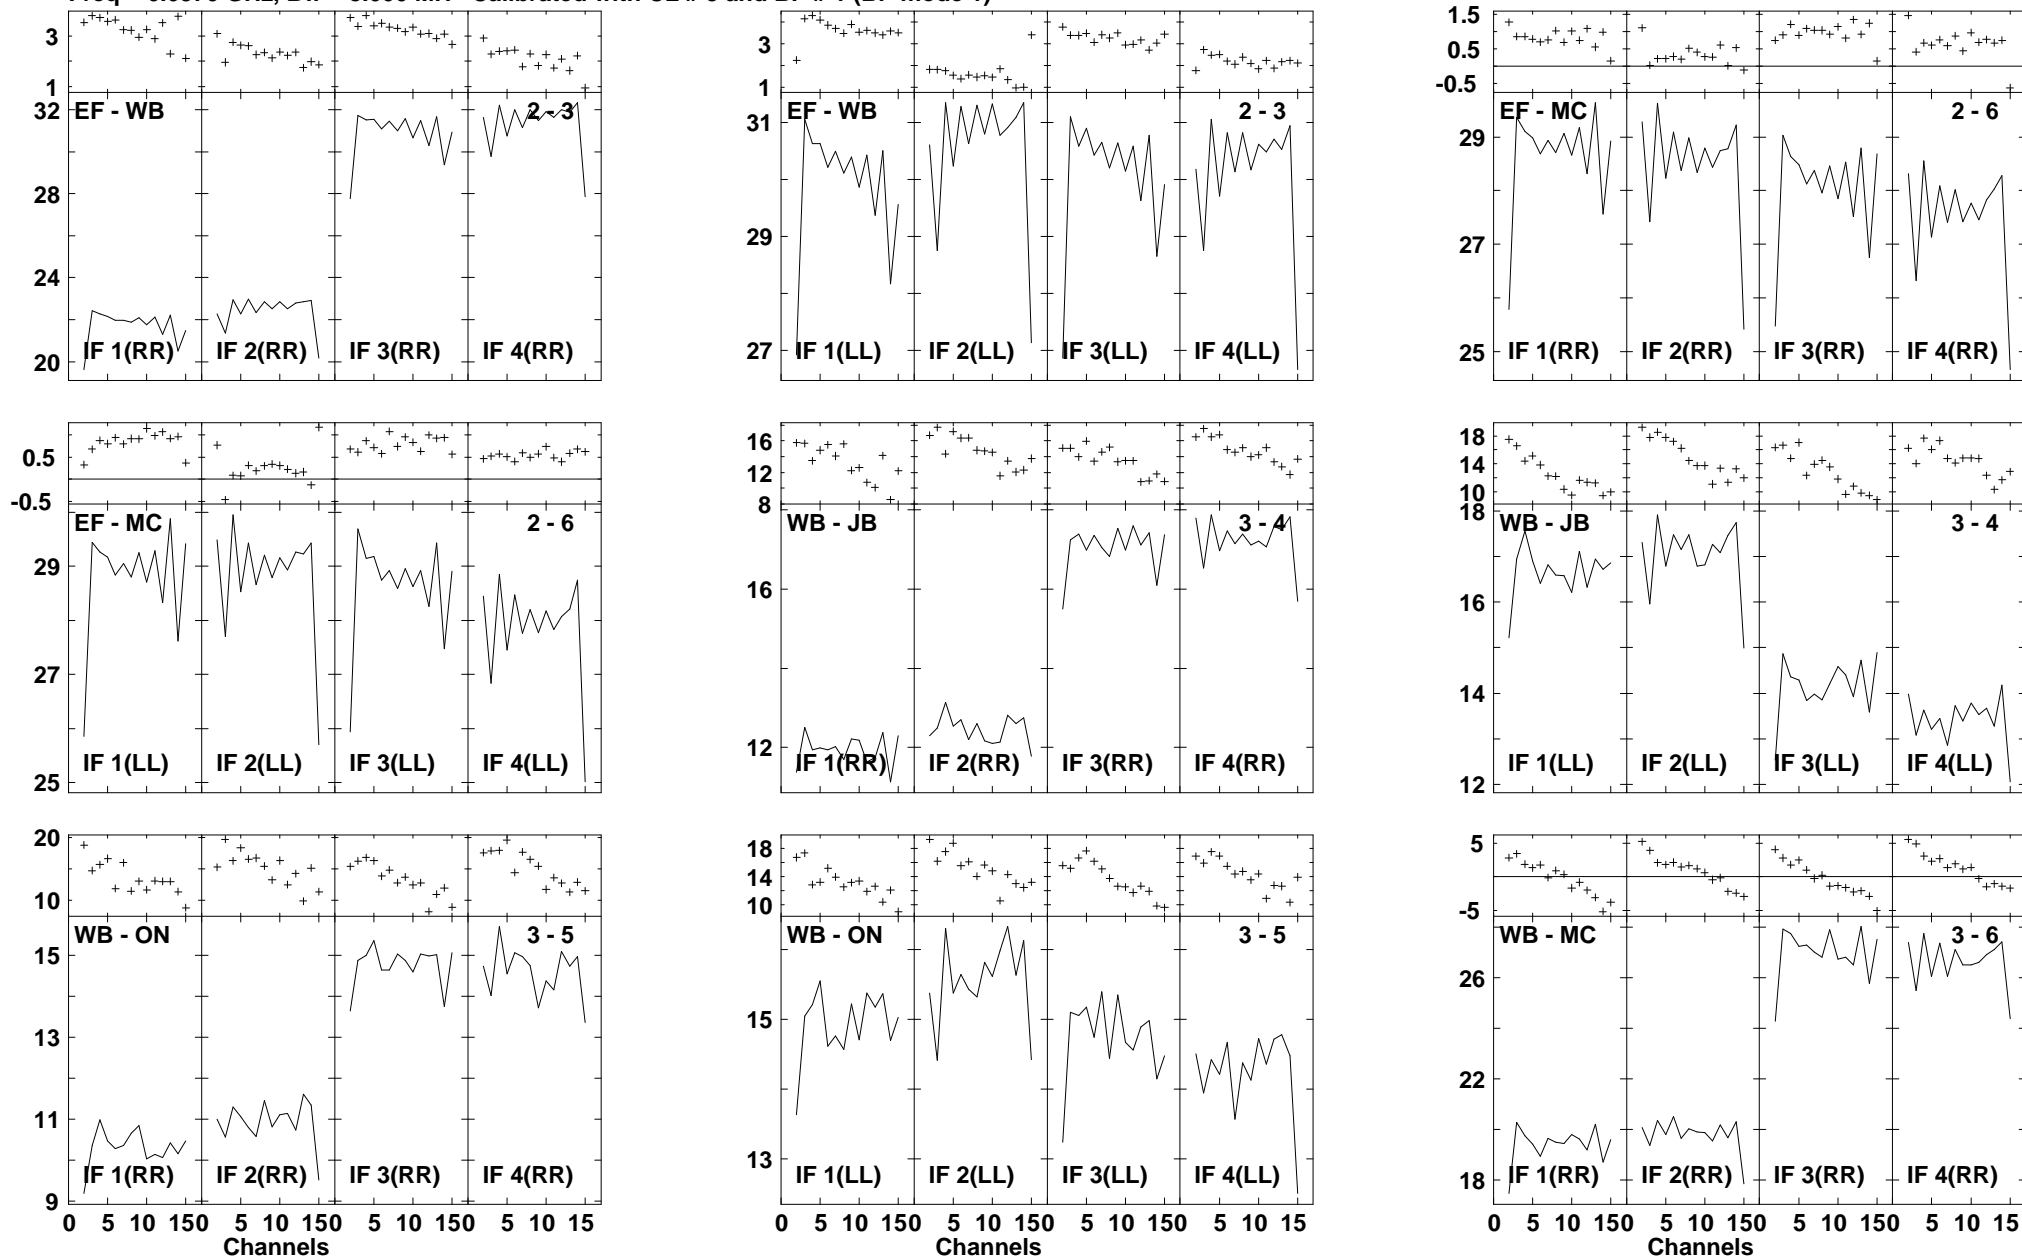 3
1
EF - WB
2 - 3
32
28
24
20
IF 1(RR) IF 2(RR) IF 3(RR) IF 4(RR)
3
1
EF - WB
2 - 3
31
29
27
IF 1(LL) IF 2(LL) IF 3(LL) IF 4(LL)
1.5
0.5
-0.5
EF - MC
2 - 6
29
27
25
IF 1(RR) IF 2(RR) IF 3(RR) IF 4(RR)
0.5
-0.5
EF - MC
2 - 6
29
27
25
IF 1(LL) IF 2(LL) IF 3(LL) IF 4(LL)
16
12
8
WB - JB
3 - 4
16
12
IF 1(RR) IF 2(RR) IF 3(RR) IF 4(RR)
18
14
10
18
WB - JB
3 - 4
16
14
12
IF 1(LL) IF 2(LL) IF 3(LL) IF 4(LL)
20
10
WB - ON
3 - 5
15
13
11
9
IF 1(RR) IF 2(RR) IF 3(RR) IF 4(RR)
0 5 10 150 5 10 150 5 10 150 5 10 15
Channels
18
14
10
WB - ON
3 - 5
15
13
IF 1(LL) IF 2(LL) IF 3(LL) IF 4(LL)
0 5 10 150 5 10 150 5 10 150 5 10 15
Channels
5
-5
WB - MC
3 - 6
26
22
18
IF 1(RR) IF 2(RR) IF 3(RR) IF 4(RR)
0 5 10 150 5 10 150 5 10 150 5 10 15
Channels